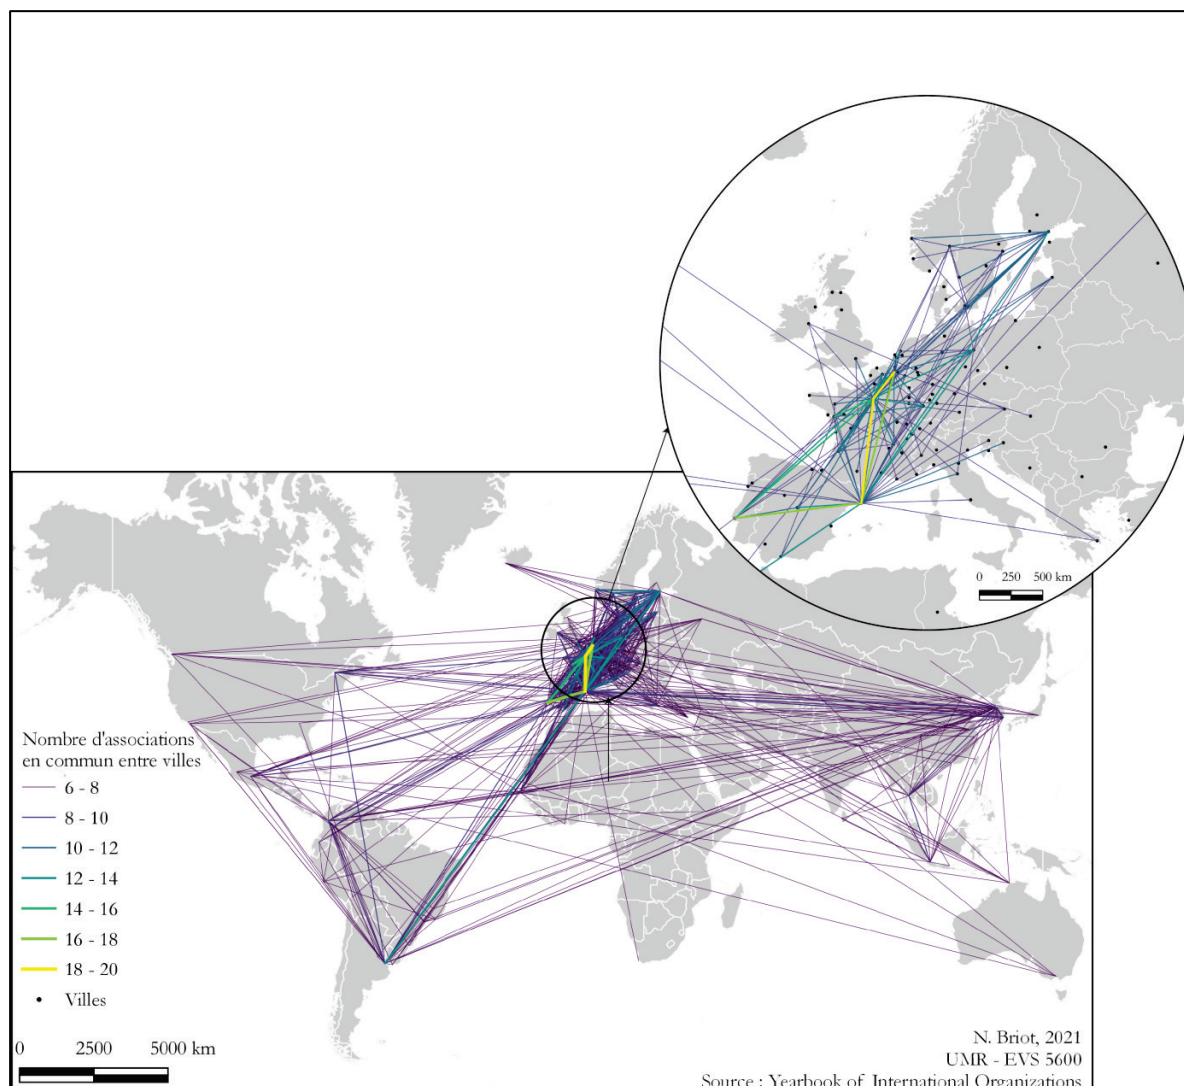 0 250 500 km
Nombre d'associations
en commun entre villes
6 - 8
8 - 10
10 - 12
12 - 14
14 - 16
16 - 18
18 - 20
Villes
0 2500 5000 km
N. Briot, 2021
UMR - EVS 5600
Source : Yearbook of International Organizations